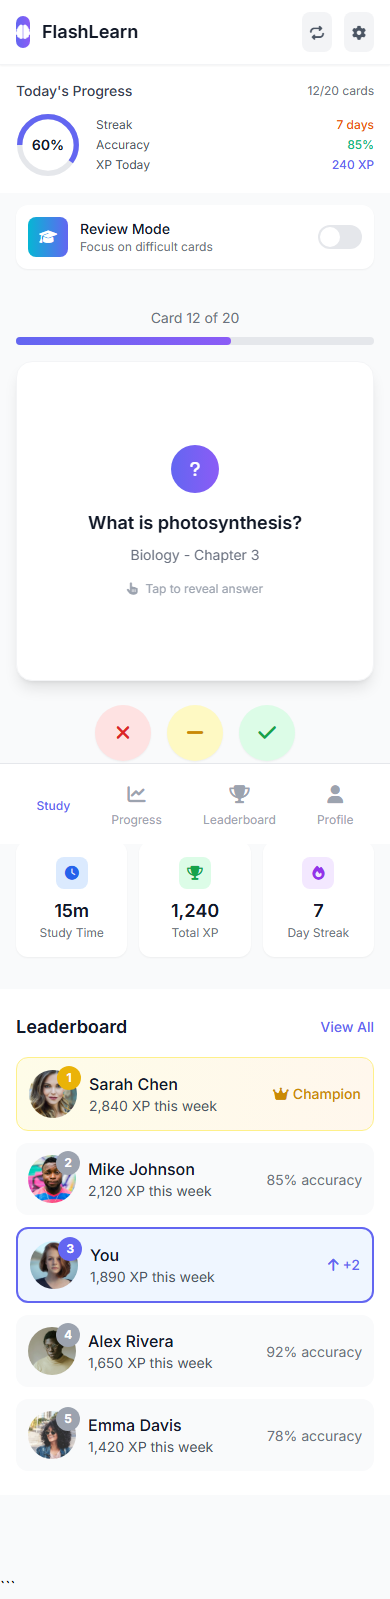 FlashLearn
Today's Progress
12/20 cards
60%
Streak
7 days
Accuracy
85%
XP Today
240 XP
Review Mode
Focus on difficult cards
Card 12 of 20
?
What is photosynthesis?
Biology - Chapter 3
Tap to reveal answer
Study
Progress
Leaderboard
Profile
15m
Study Time
1,240
Total XP
7
Day Streak
Leaderboard
View All
1
Sarah Chen
2,840 XP this week
Champion
2
Mike Johnson
2,120 XP this week
85% accuracy
3
You
1,890 XP this week
+2
4
Alex Rivera
1,650 XP this week
92% accuracy
5
Emma Davis
1,420 XP this week
78% accuracy
```